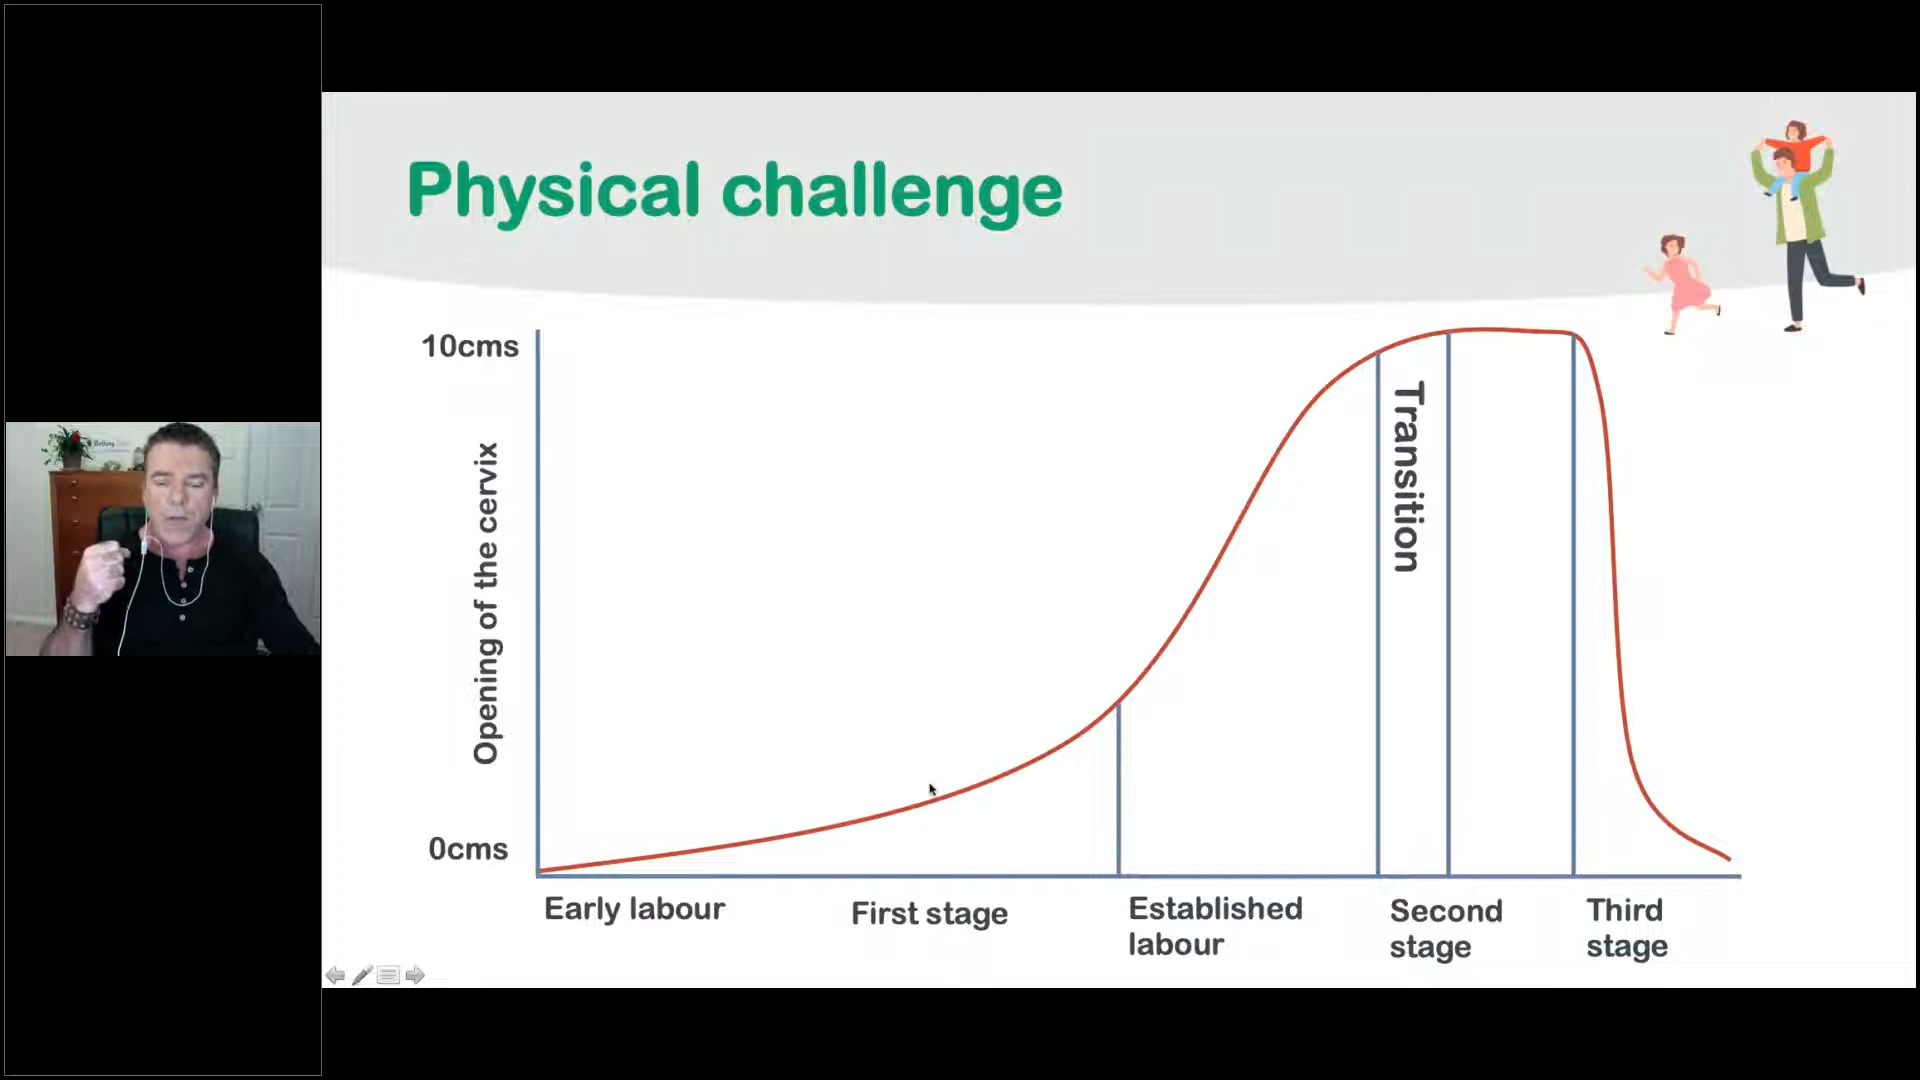 Physical challenge
10cms
Opening of the cervix
0cms
Transition
Early labour
First stage
Established
labour
Second
stage
Third
stage